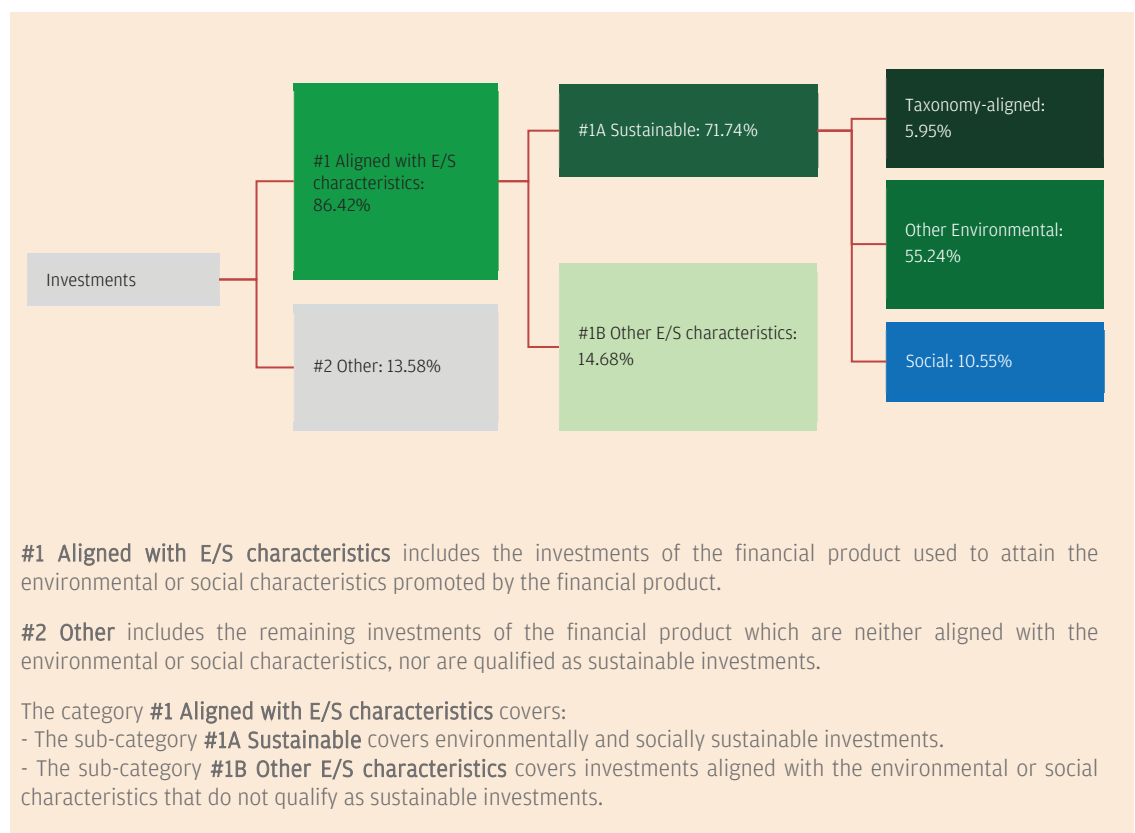 Investments
#1 Aligned with E/S
characteristics:
86.42%
#2 Other: 13.58%
#1A Sustainable: 71.74%
#1B Other E/S characteristics:
14.68%
Taxonomy-aligned:
5.95%
Other Environmental:
55.24%
Social: 10.55%
#1 Aligned with E/S characteristics includes the investments of the financial product used to attain the
environmental or social characteristics promoted by the financial product.
#2 Other includes the remaining investments of the financial product which are neither aligned with the
environmental or social characteristics, nor are qualified as sustainable investments.
The category #1 Aligned with E/S characteristics covers:
- The sub-category #1A Sustainable covers environmentally and socially sustainable investments.
- The sub-category #1B Other E/S characteristics covers investments aligned with the environmental or social
characteristics that do not qualify as sustainable investments.